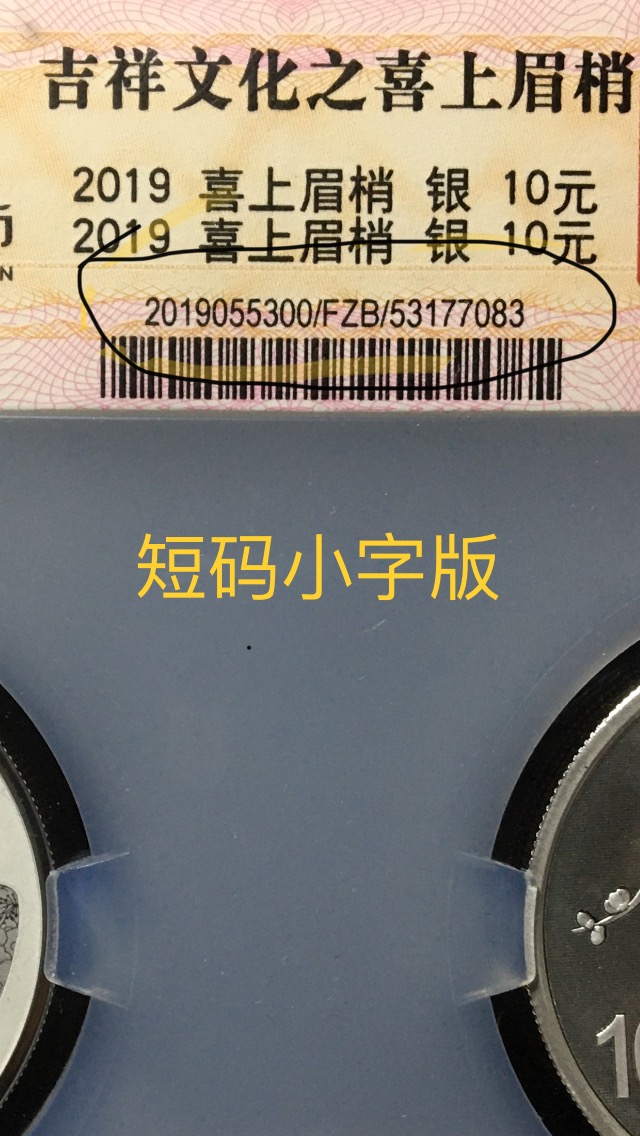 吉祥文化之喜上眉梢
2019 喜上眉梢 银 10元
2019 喜上眉梢 银 10元
2019055300/FZB/53177083
短码小字版